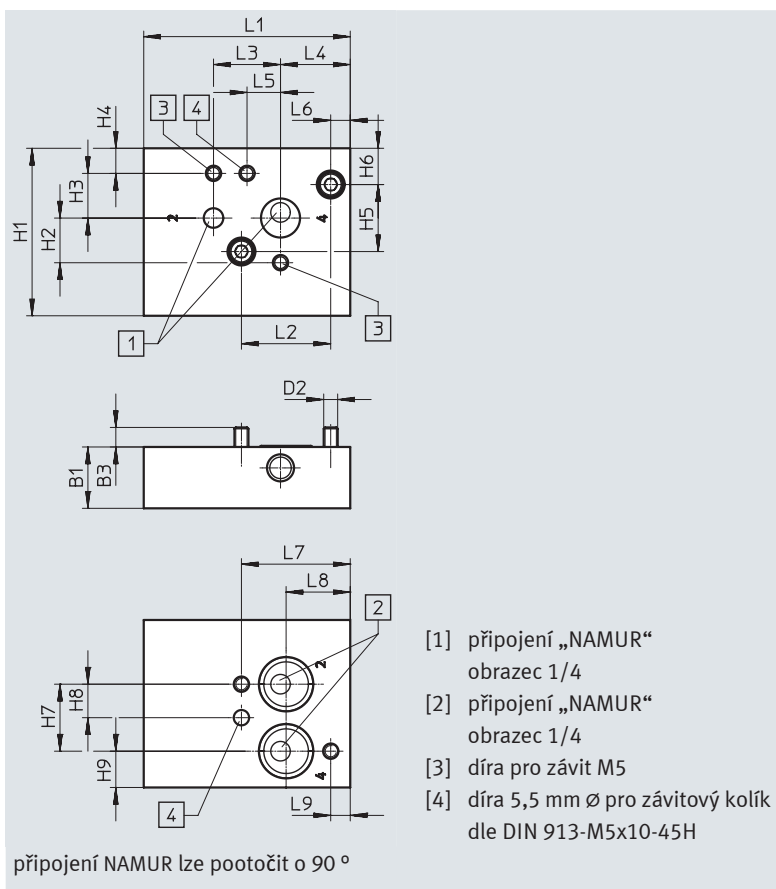 L1
L3 L4
L5
L6
3 4
H4
H6
H3
H1
H2
H5
2
4
1
3
L2
D2
B1
B3
L7
L8
2
2
H7
H8
H9
4
4
L9
[1] připojení „NAMUR“
obrazec 1/4
[2] připojení „NAMUR“
obrazec 1/4
[3] díra pro závit M5
[4] díra 5,5 mm ø pro závitový kolík
dle DIN 913-M5x10-45H
připojení NAMUR lze pootočit o 90 º